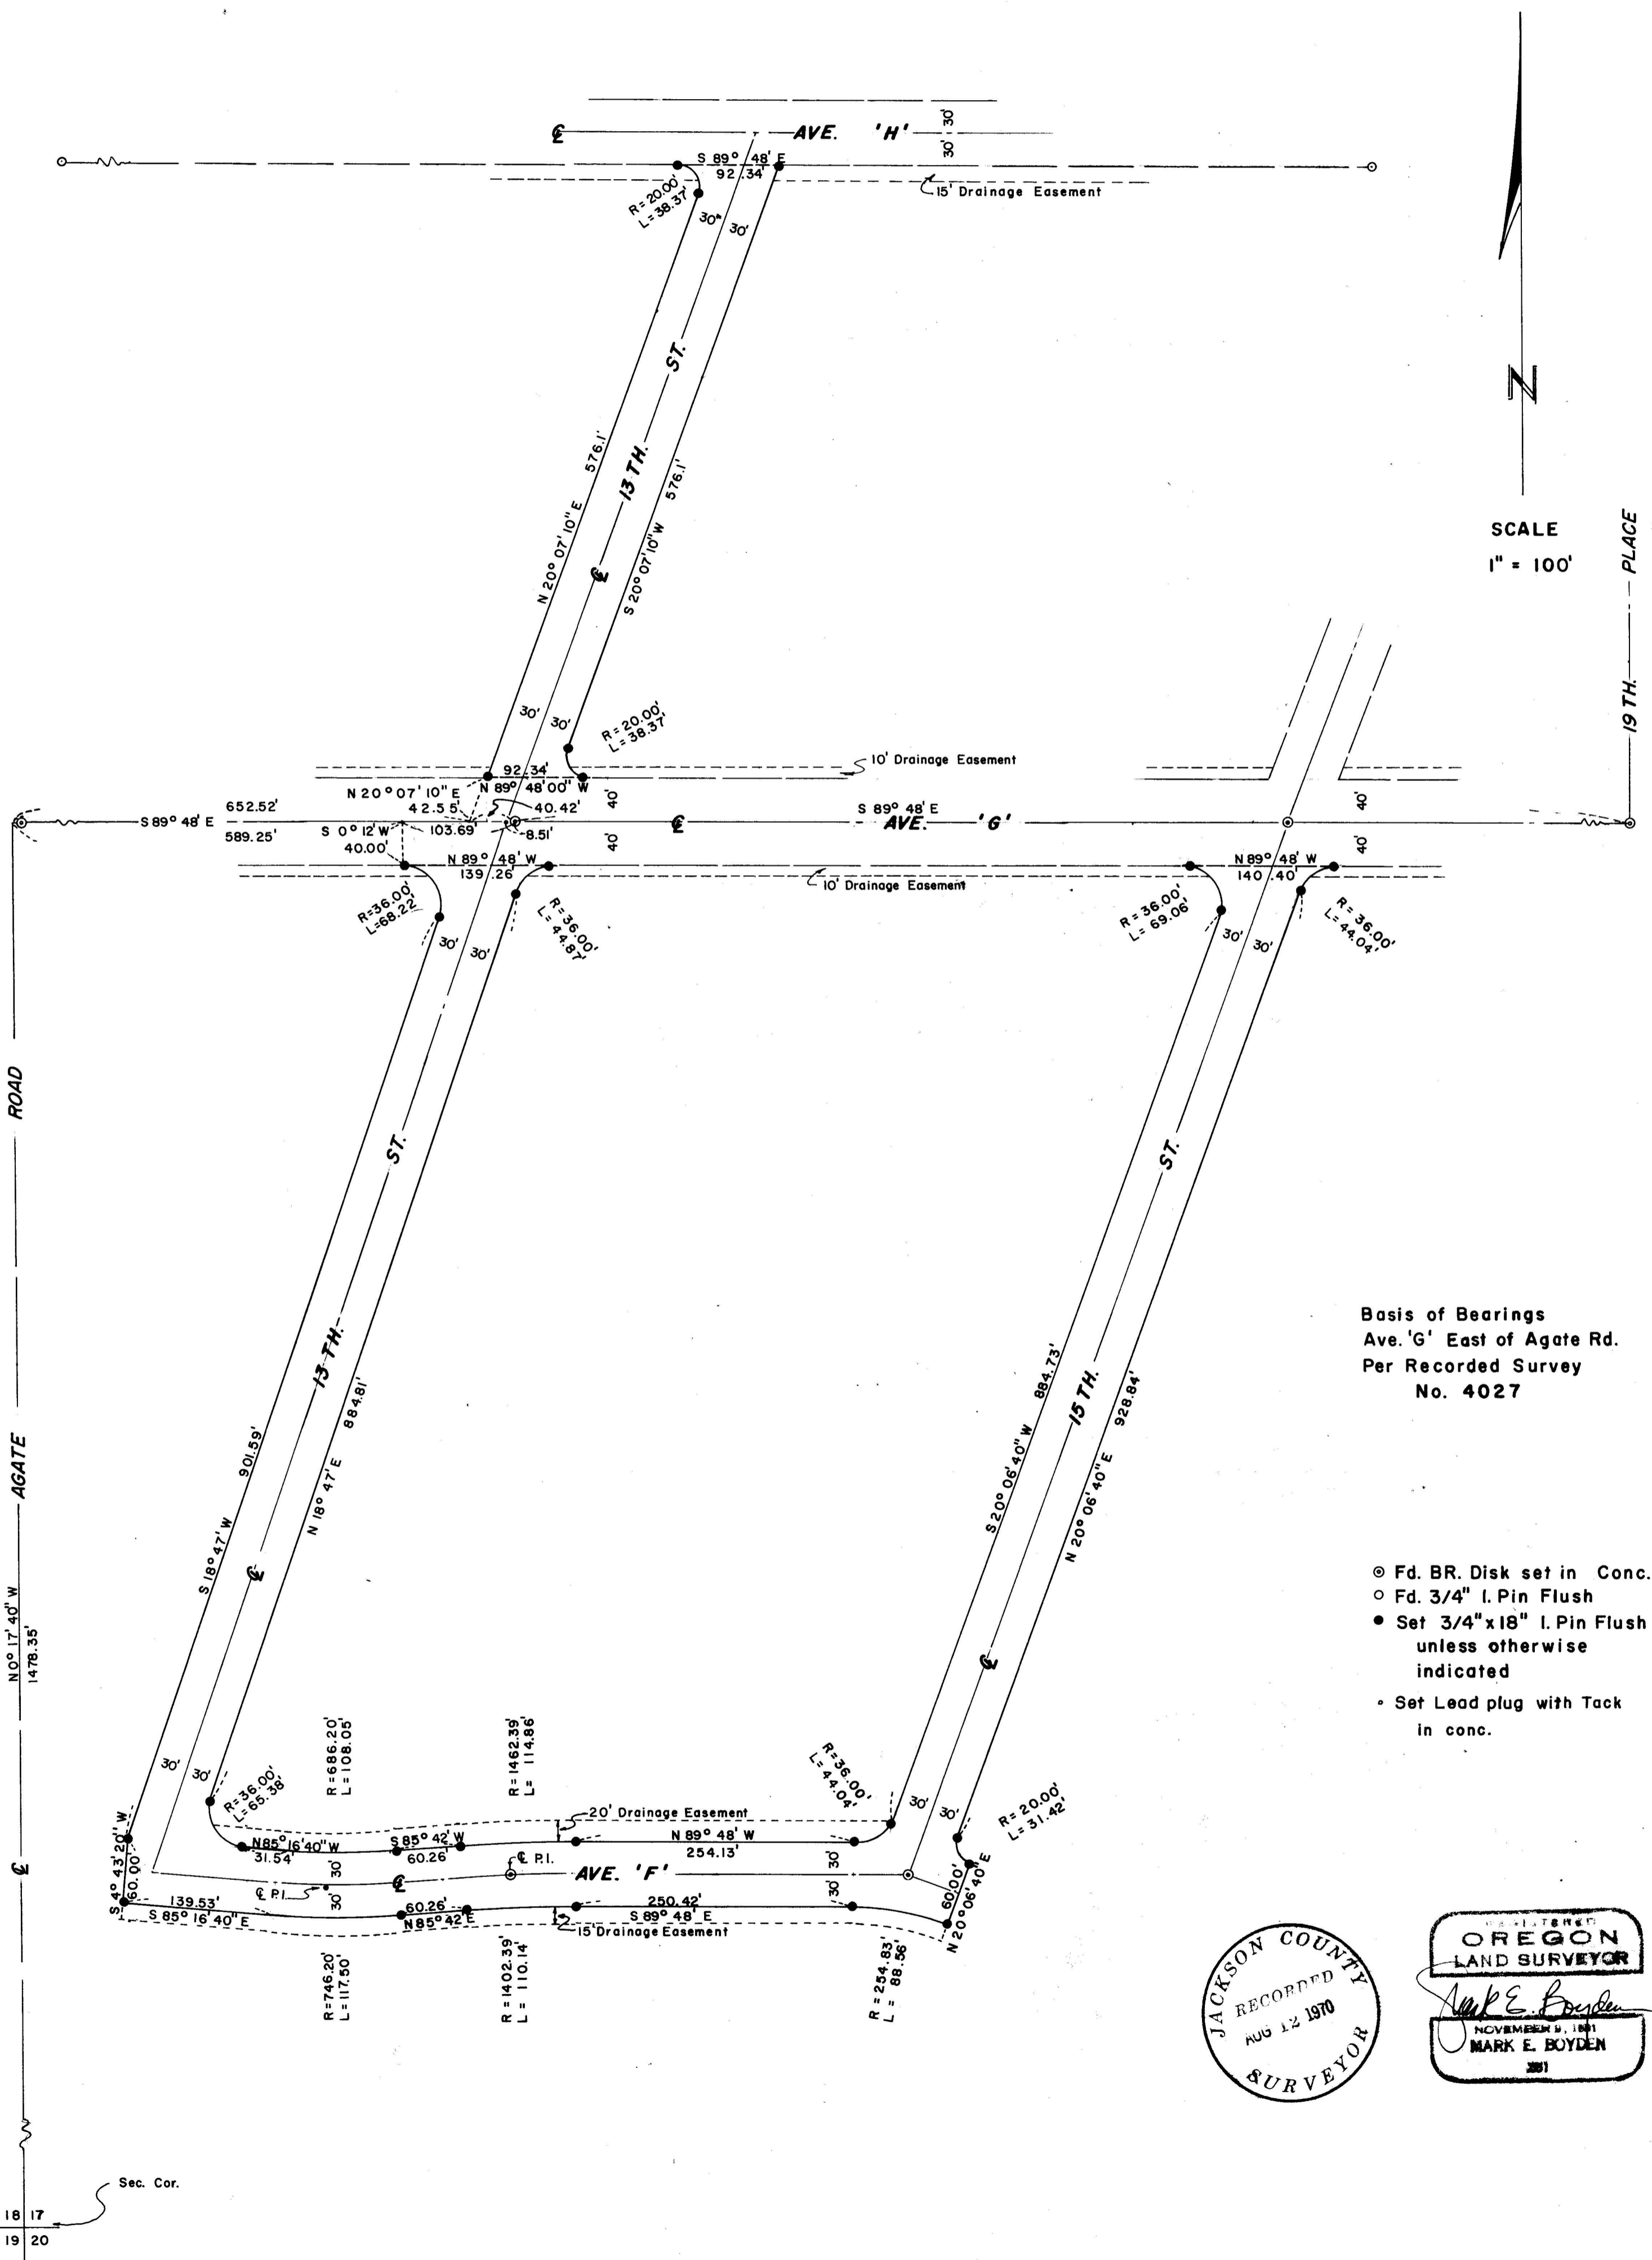 ℄ AVE. 'H'
30'
30'
S 89° 48' E
92.34'
15' Drainage Easement
R=20.00'
L=38.37'
30'
30'
13 TH. ST.
℄
N 20° 07' 10" E 576.1'
S 20° 07' 10" W 576.1'
N
SCALE
1" = 100'
19 TH. PLACE
30'
30'
R=20.00'
L=38.37'
10' Drainage Easement
92.34'
N 89° 48' 00" W
N 20° 07' 10" E
42.55'
40.42'
40'
40'
652.52'
S 89° 48' E
589.25'
S 0° 12' W
40.00'
103.69'
8.51'
℄
S 89° 48' E
AVE. 'G'
40'
40'
N 89° 48' W
139.26'
10' Drainage Easement
N 89° 48' W
140.40'
R=36.00'
L=68.22'
R=36.00'
L=44.87'
30'
30'
R=36.00'
L=69.06'
R=36.00'
L=44.04'
30'
30'
AGATE ROAD
N 0° 17' 40" W
1478.35'
℄
13 TH. ST.
℄
S 18° 47' W 901.59'
N 18° 47' E 884.81'
15 TH. ST.
℄
S 20° 06' 40" W 884.73'
N 20° 06' 40" E 928.84'
Basis of Bearings
Ave. 'G' East of Agate Rd.
Per Recorded Survey
No. 4027
Fd. BR. Disk set in Conc.
Fd. 3/4" I. Pin Flush
Set 3/4"x18" I. Pin Flush
unless otherwise
indicated
Set Lead plug with Tack
in conc.
30'
30'
R=36.00'
L=65.38'
R=686.20'
L=108.05'
R=1462.39'
L= 114.86'
R=36.00'
L=44.04'
30'
30'
R=20.00'
L=31.42'
20' Drainage Easement
S 4° 43' 20" W
60.00'
N 85° 16' 40" W
31.54'
S 85° 42' W
60.26'
N 89° 48' W
254.13'
30'
30'
℄ P.I.
℄ P.I.
℄
AVE. 'F'
30'
30'
60.00'
N 20° 06' 40" E
139.53'
S 85° 16' 40" E
60.26'
N 85° 42' E
250.42'
S 89° 48' E
15' Drainage Easement
R=746.20'
L=117.50'
R=1402.39'
L= 110.14'
R=254.83'
L= 88.56'
JACKSON COUNTY
RECORDED
AUG 12 1970
SURVEYOR
REGISTERED
OREGON
LAND SURVEYOR
Mark E. Boyden
MARK E. BOYDEN
Sec. Cor.
18 17
19 20